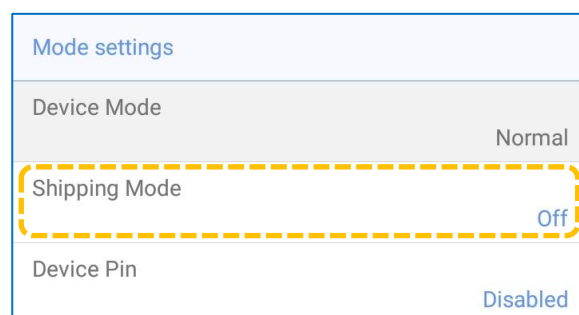 Mode settings
Device Mode
Normal
Shipping Mode
Off
Device Pin
Disabled